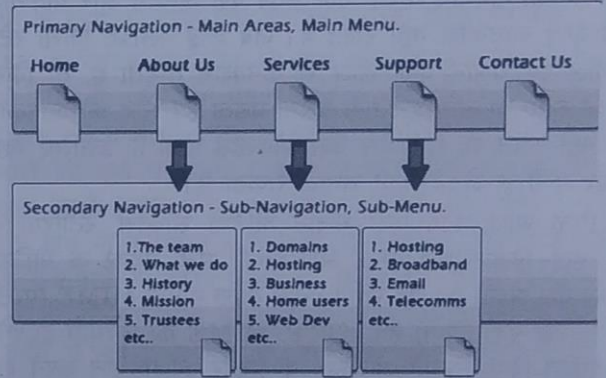 Primary Navigation - Main Areas, Main Menu.
Home About Us Services Support Contact Us
Secondary Navigation - Sub-Navigation, Sub-Menu.
1.The team
2. What we do
3. History
4. Mission
5. Trustees
etc..
1. Domains
2. Hosting
3. Business
4. Home users
5. Web Dev
etc..
1. Hosting
2. Broadband
3. Email
4. Telecomms
etc..